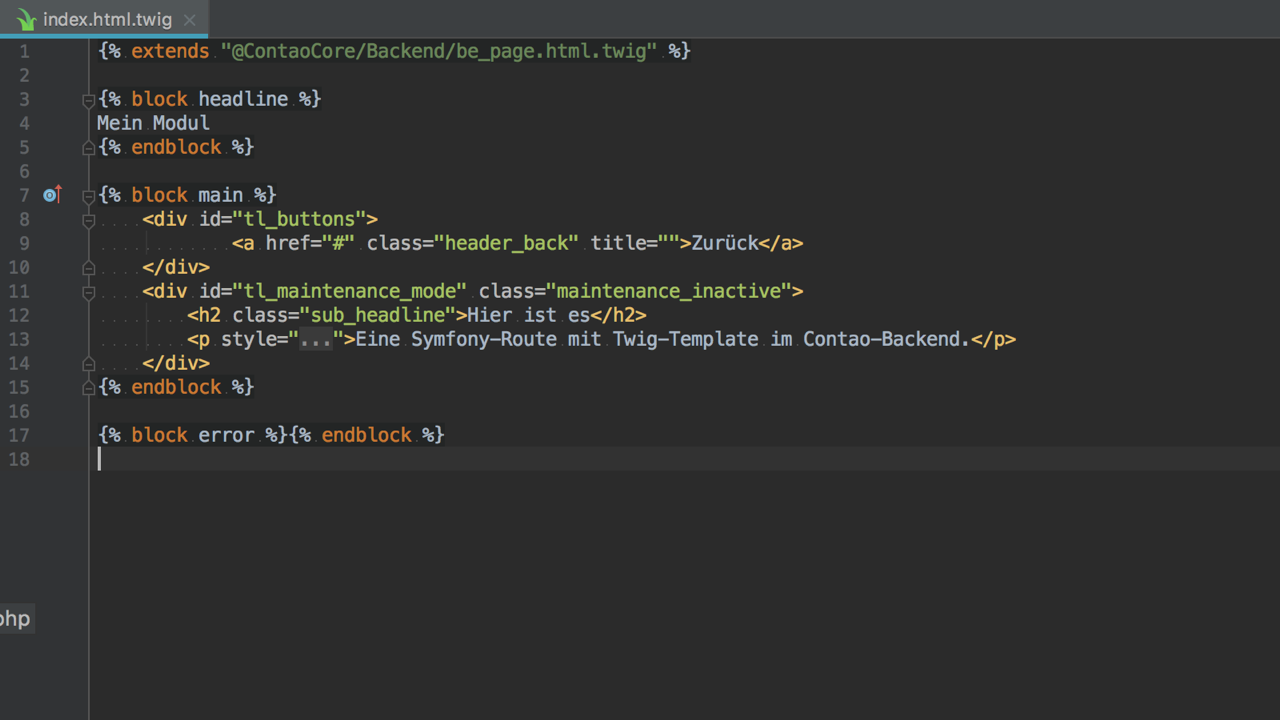 index.html.twig
1 {% extends "@ContaoCore/Backend/be_page.html.twig" %}
2
3 {% block headline %}
4 Mein Modul
5 {% endblock %}
6
7 {% block main %}
8 <div id="tl_buttons">
9 <a href="#" class="header_back" title="">Zurück</a>
10 </div>
11 <div id="tl_maintenance_mode" class="maintenance_inactive">
12 <h2 class="sub_headline">Hier ist es</h2>
13 <p style="...">Eine Symfony-Route mit Twig-Template im Contao-Backend.</p>
14 </div>
15 {% endblock %}
16
17 {% block error %}{% endblock %}
18
php